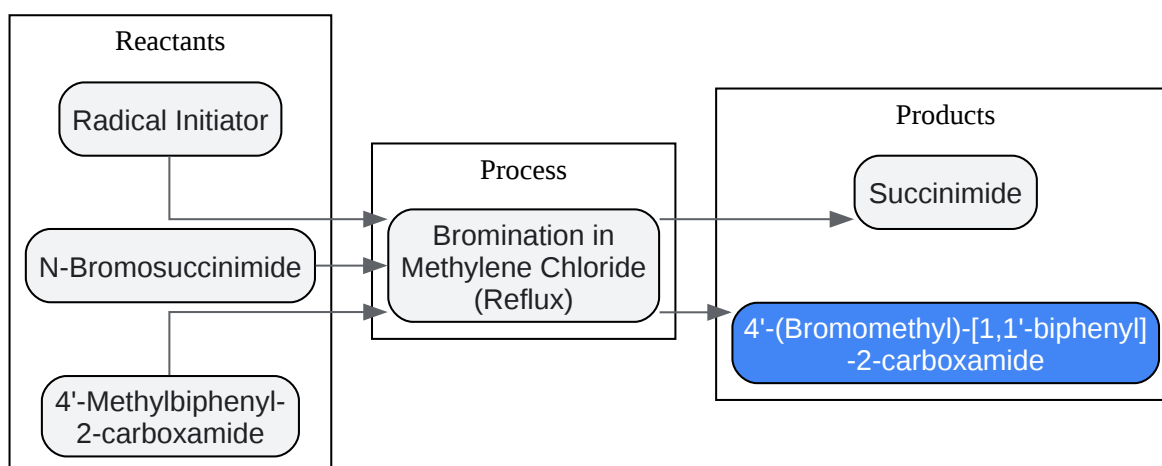 Reactants
Radical Initiator
N-Bromosuccinimide
4'-Methylbiphenyl-
2-carboxamide
Process
Bromination in
Methylene Chloride
(Reflux)
Products
Succinimide
4'-(Bromomethyl)-[1,1'-biphenyl]
-2-carboxamide